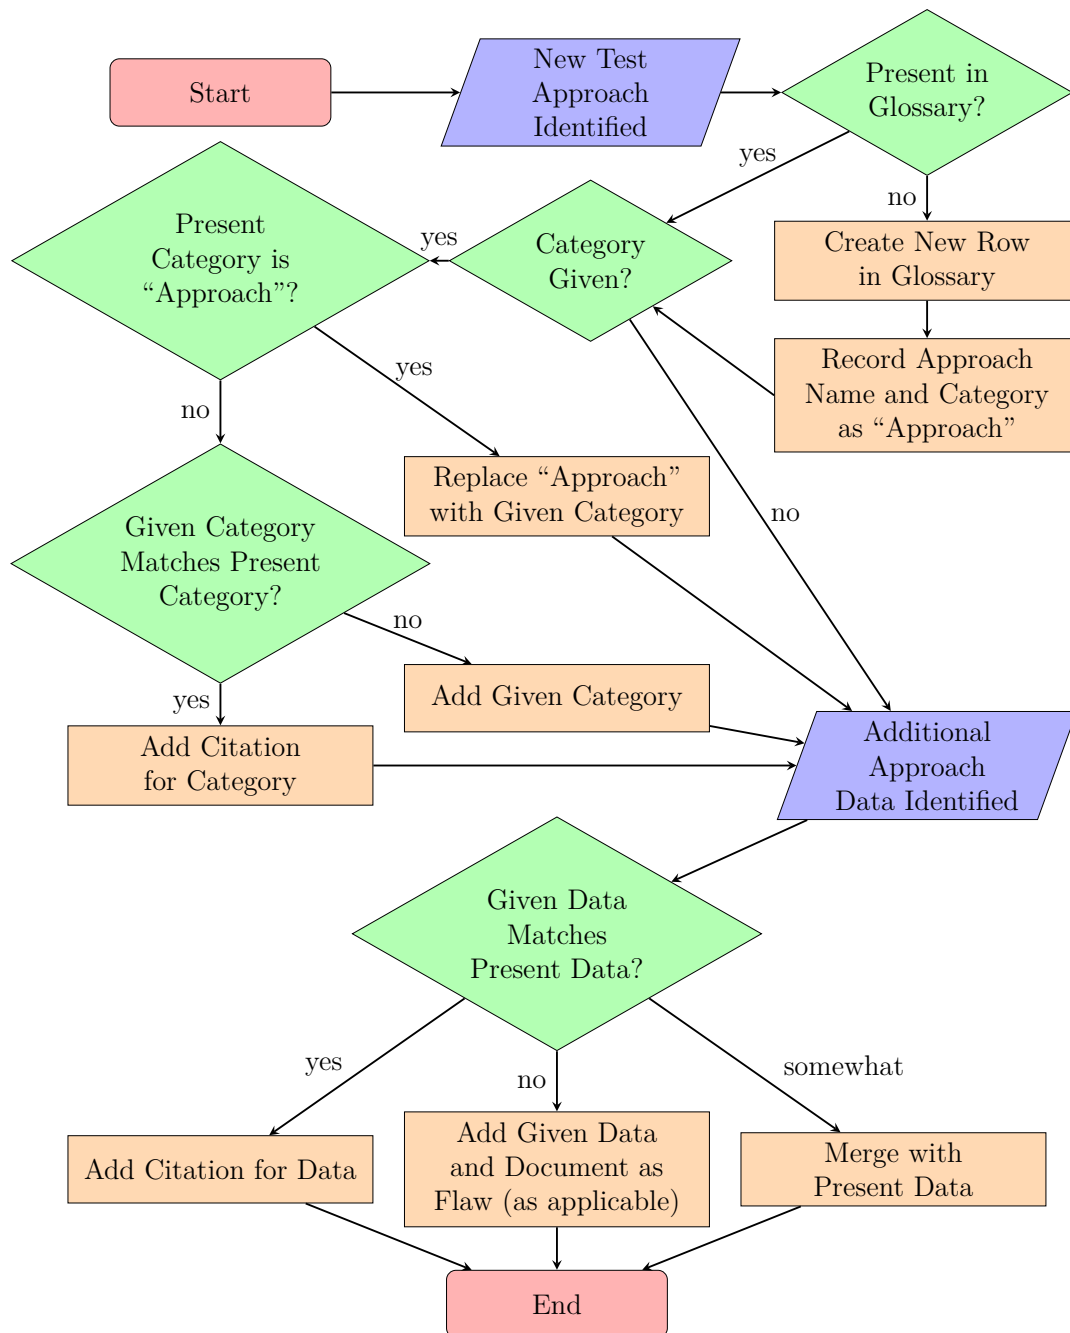 Start
New Test
Approach
Identified
Present in
Glossary?
yes
no
Present
Category is
“Approach”?
yes
Category
Given?
Create New Row
in Glossary
Record Approach
Name and Category
as “Approach”
yes
no
Replace “Approach”
with Given Category
no
Given Category
Matches Present
Category?
no
yes
Add Given Category
Add Citation
for Category
Additional
Approach
Data Identified
Given Data
Matches
Present Data?
yes
no
somewhat
Add Citation for Data
Add Given Data
and Document as
Flaw (as applicable)
Merge with
Present Data
End